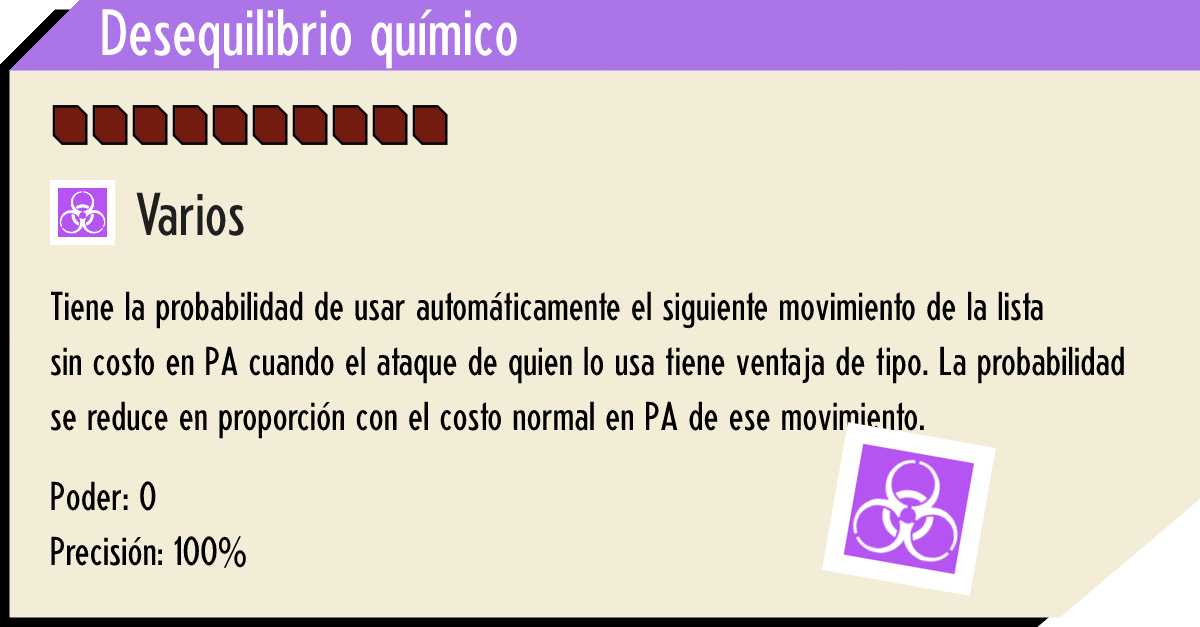 Desequilibrio químico
Varios
Tiene la probabilidad de usar automáticamente el siguiente movimiento de la lista
sin costo en PA cuando el ataque de quien lo usa tiene ventaja de tipo. La probabilidad
se reduce en proporción con el costo normal en PA de ese movimiento.
Poder: 0
Precisión: 100%